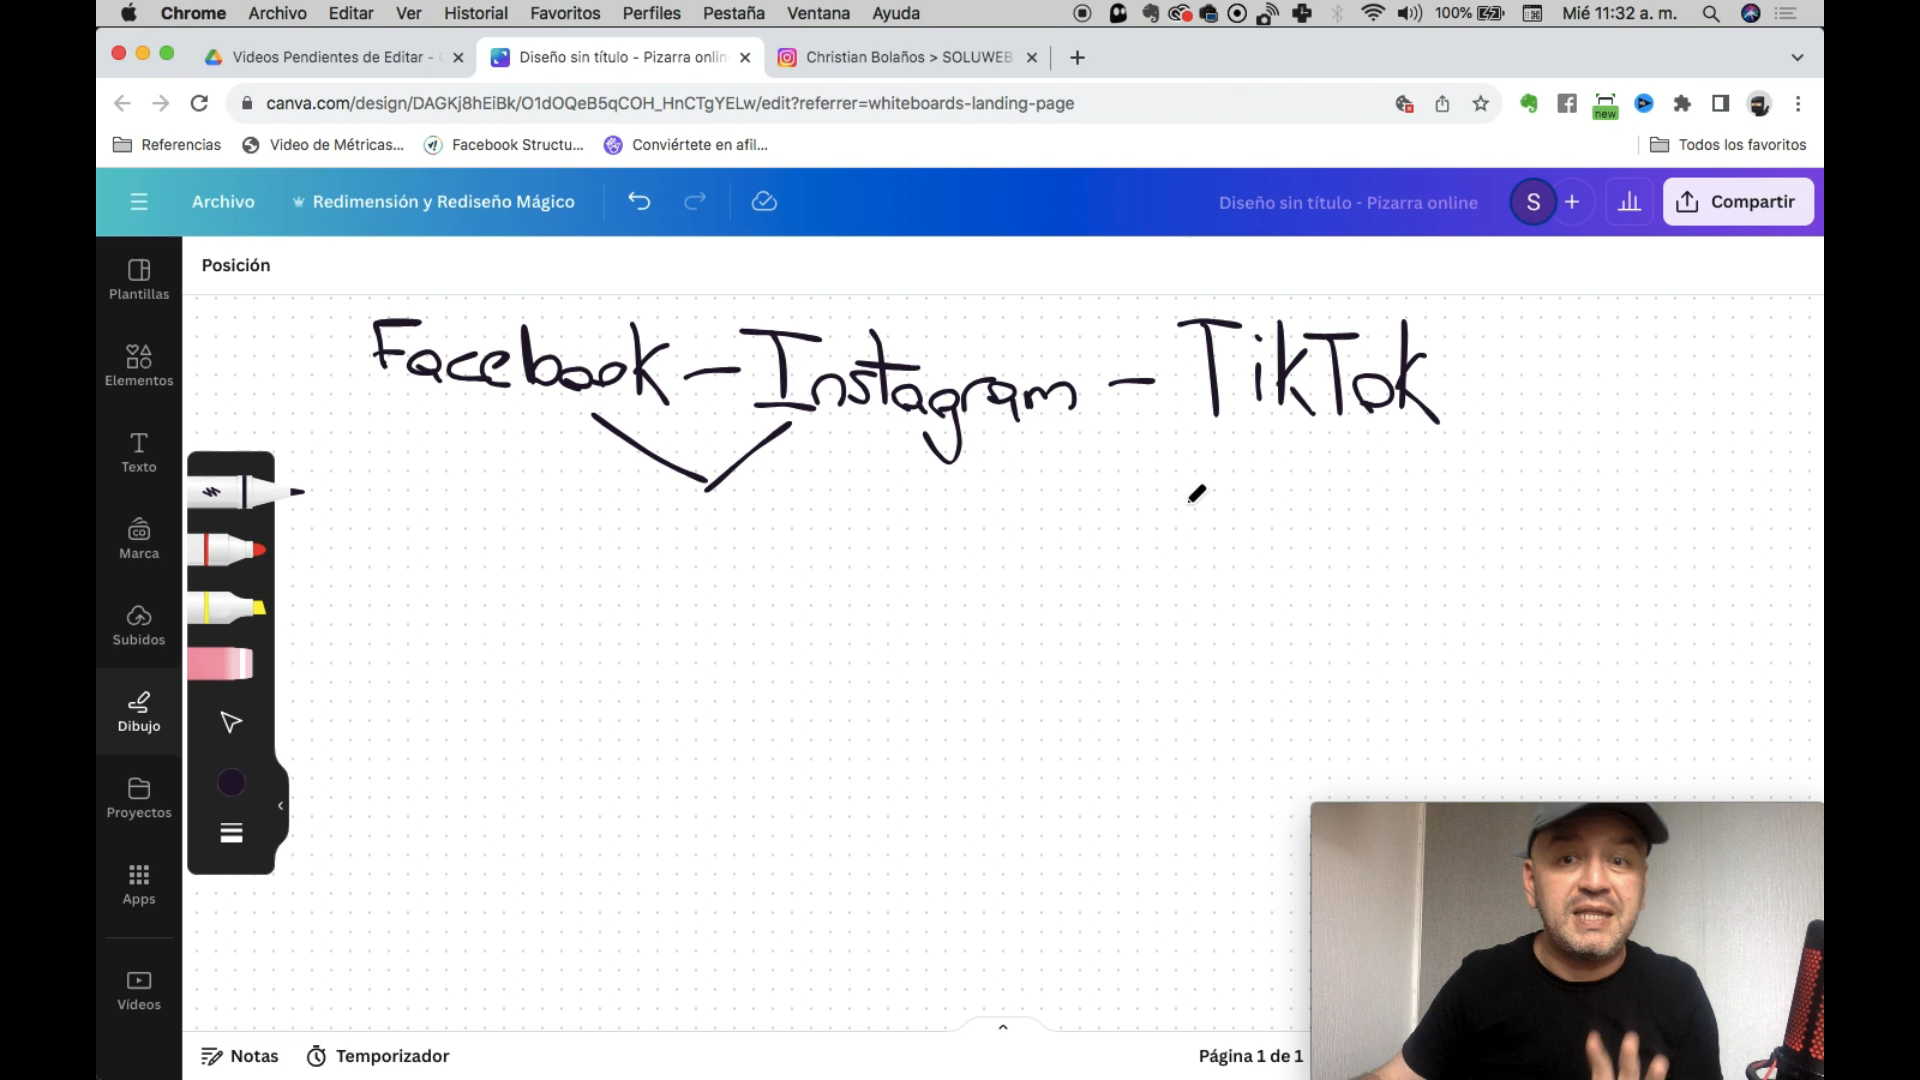 Chrome Archivo Editar Ver Historial Favoritos Perfiles Pestaña Ventana Ayuda 100% Mié 11:32 a. m.
Videos Pendientes de Editar - Diseño sin título - Pizarra onlin Christian Bolaños > SOLUWEB
canva.com/design/DAGKj8hEiBk/O1dOQeB5qCOH_HnCTgYELw/edit?referrer=whiteboards-landing-page new
Referencias Video de Métricas... Facebook Structu... Conviértete en afil... Todos los favoritos
Archivo Redimensión y Rediseño Mágico Diseño sin título - Pizarra online S + Compartir
Posición
Plantillas
Elementos
Texto
CO
Marca
Subidos
Dibujo
Proyectos
Apps
Vídeos
Facebook - Instagram - TikTok
Notas Temporizador Página 1 de 1